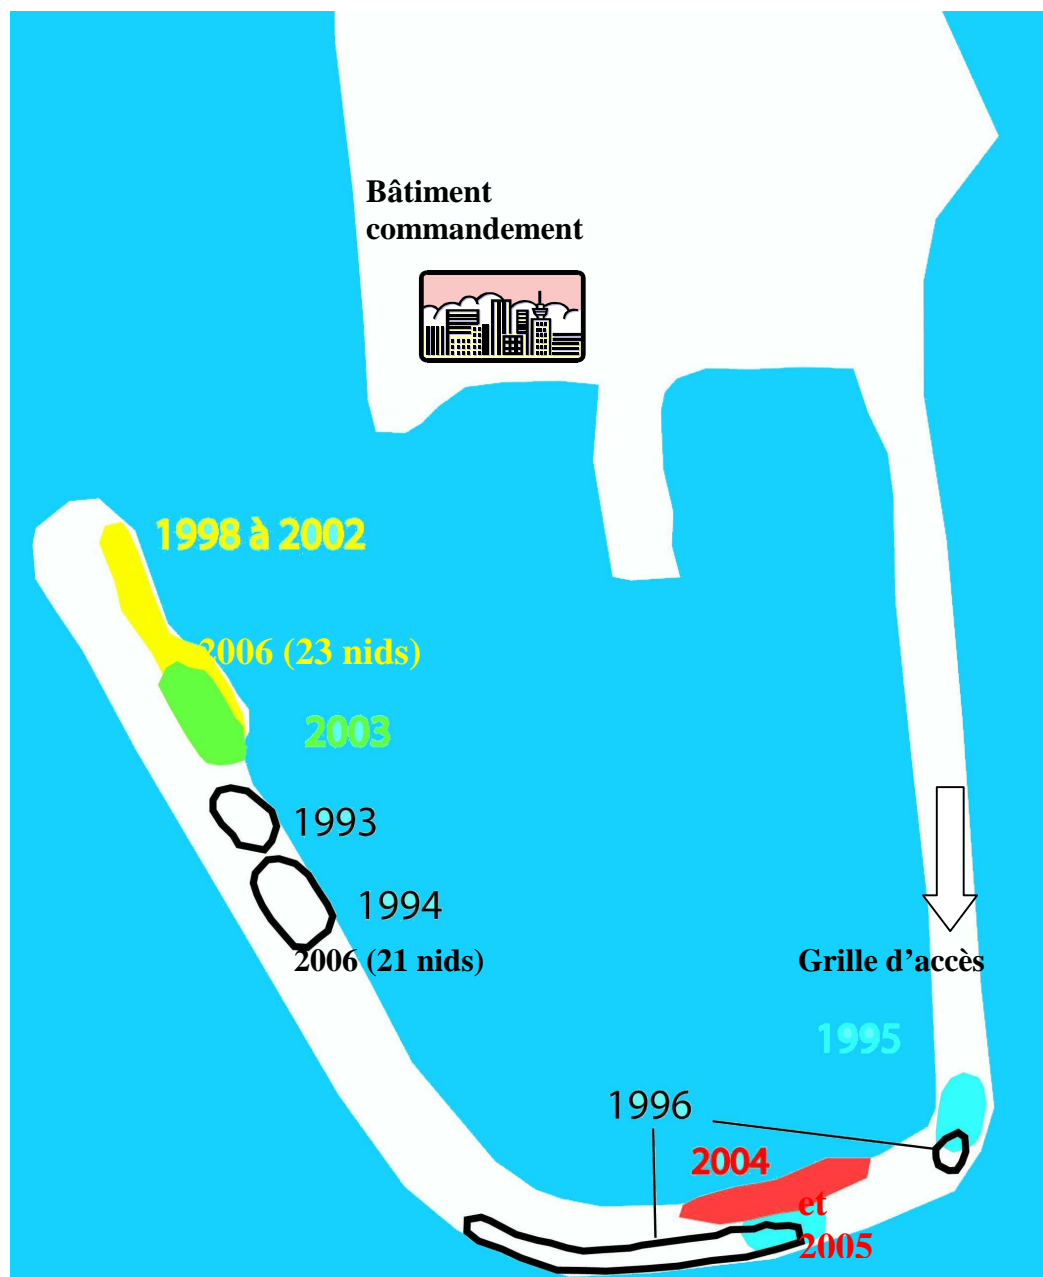 Bâtiment
commandement
1998 à 2002
2006 (23 nids)
2003
1993
1994
2006 (21 nids)
Grille d’accès
1995
1996
2004
et
2005